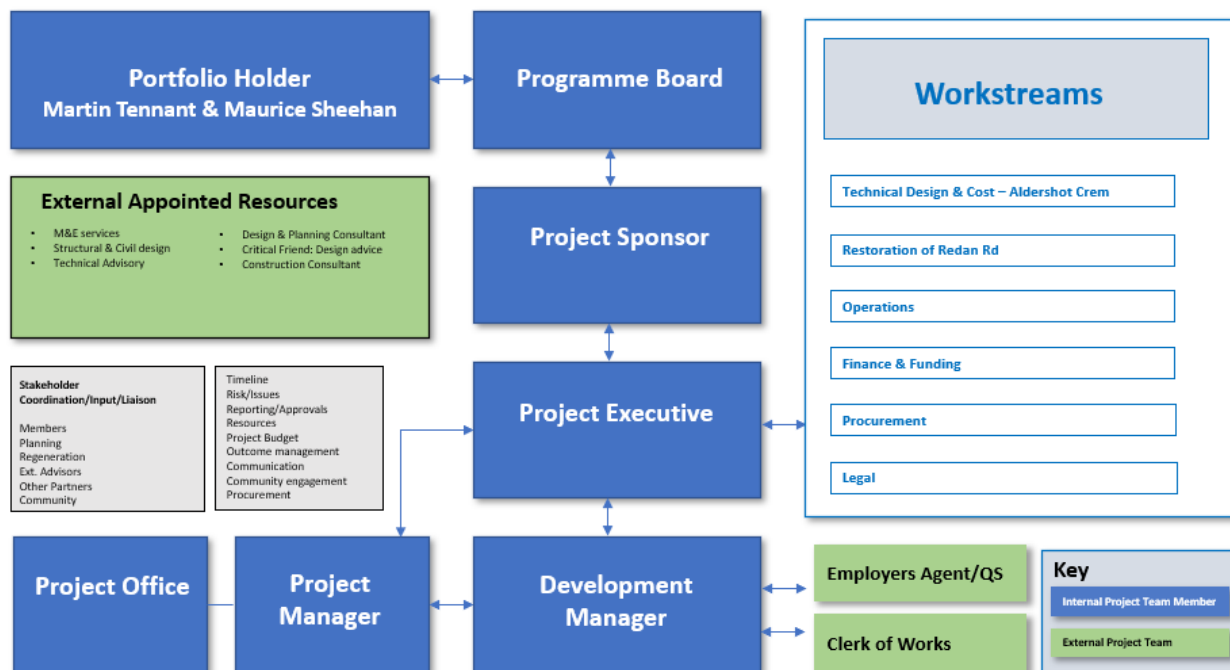 Portfolio Holder
Martin Tennant & Maurice Sheehan
Programme Board
Workstreams
External Appointed Resources
• M&E services
• Structural & Civil design
• Technical Advisory
• Design & Planning Consultant
• Critical Friend: Design advice
• Construction Consultant
Project Sponsor
Technical Design & Cost – Aldershot Crem
Restoration of Redan Rd
Operations
Finance & Funding
Procurement
Legal
Stakeholder
Coordination/Input/Liaison
Members
Planning
Regeneration
Ext. Advisors
Other Partners
Community
Timeline
Risk/Issues
Reporting/Approvals
Resources
Project Budget
Outcome management
Communication
Community engagement
Procurement
Project Executive
Project Office
Project
Manager
Development
Manager
Employers Agent/QS
Clerk of Works
Key
Internal Project Team Member
External Project Team